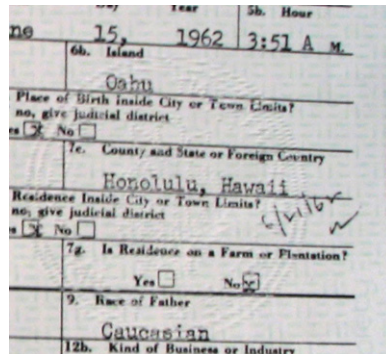 Day Year 5b. Hour
ne 15, 1962 3:51 A M.
6b. Island
Oahu
Place of Birth inside City or Town Limits?
no, give judicial district
es X No
7c. County and State or Foreign Country
Honolulu, Hawaii
Residence Inside City or Town Limits?
no, give judicial district
es X No
7g. Is Residence on a Farm or Plantation?
Yes No X
9. Race of Father
Caucasian
12b. Kind of Business or Industry